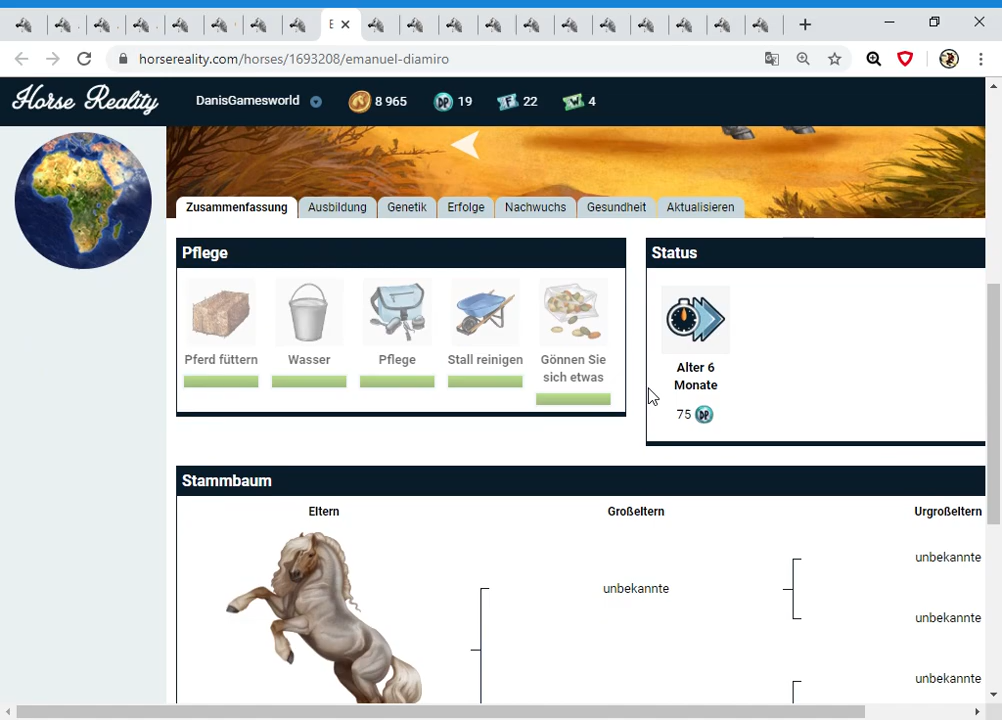 E
horsereality.com/horses/1693208/emanuel-diamiro
Horse Reality
DanisGamesworld
8 965
DP 19
F 22
W 4
Zusammenfassung
Ausbildung
Genetik
Erfolge
Nachwuchs
Gesundheit
Aktualisieren
Pflege
Pferd füttern
Wasser
Pflege
Stall reinigen
Gönnen Sie
sich etwas
Status
Alter 6
Monate
75 DP
Stammbaum
Eltern
Großeltern
Urgroßeltern
unbekannte
unbekannte
unbekannte
unbekannte